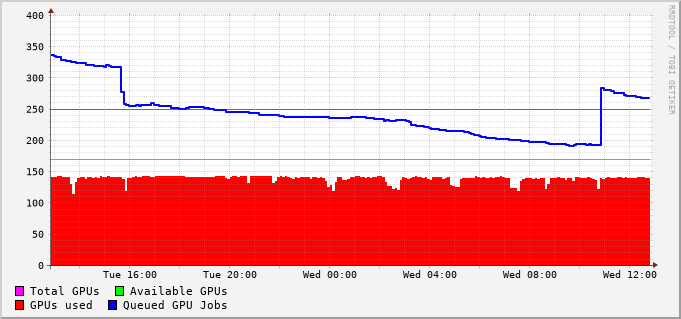 400
350
300
250
200
150
100
50
0
Tue 16:00 Tue 20:00 Wed 00:00 Wed 04:00 Wed 08:00 Wed 12:00
Total GPUs Available GPUs
GPUs used Queued GPU Jobs
RRDTOOL / TOBI OETIKER